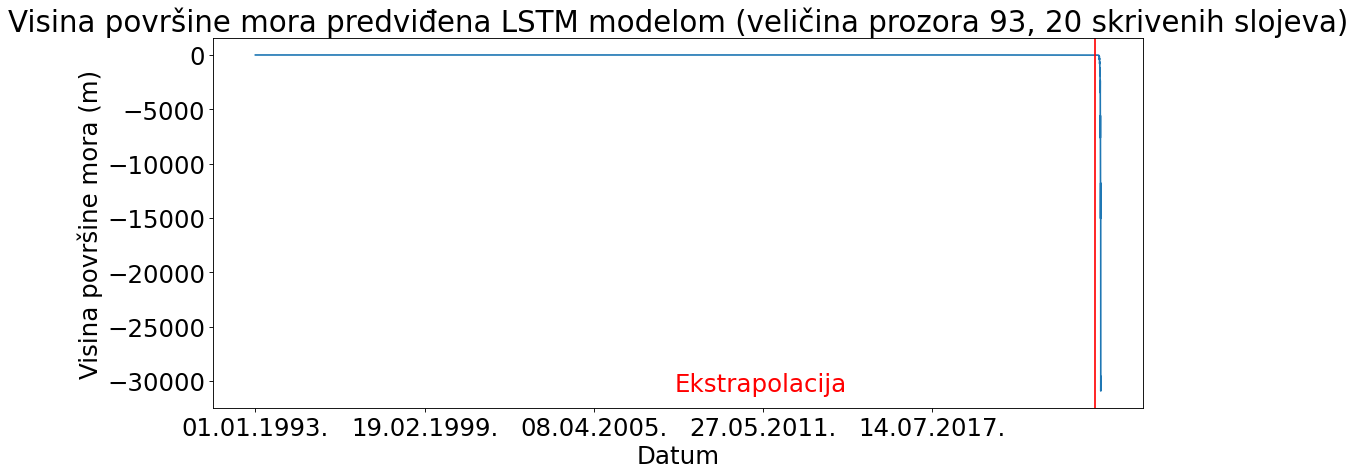 Visina površine mora predviđena LSTM modelom (veličina prozora 93, 20 skrivenih slojeva)
Visina površine mora (m)
0
−5000
−10000
−15000
−20000
−25000
−30000
Ekstrapolacija
01.01.1993. 19.02.1999. 08.04.2005. 27.05.2011. 14.07.2017.
Datum